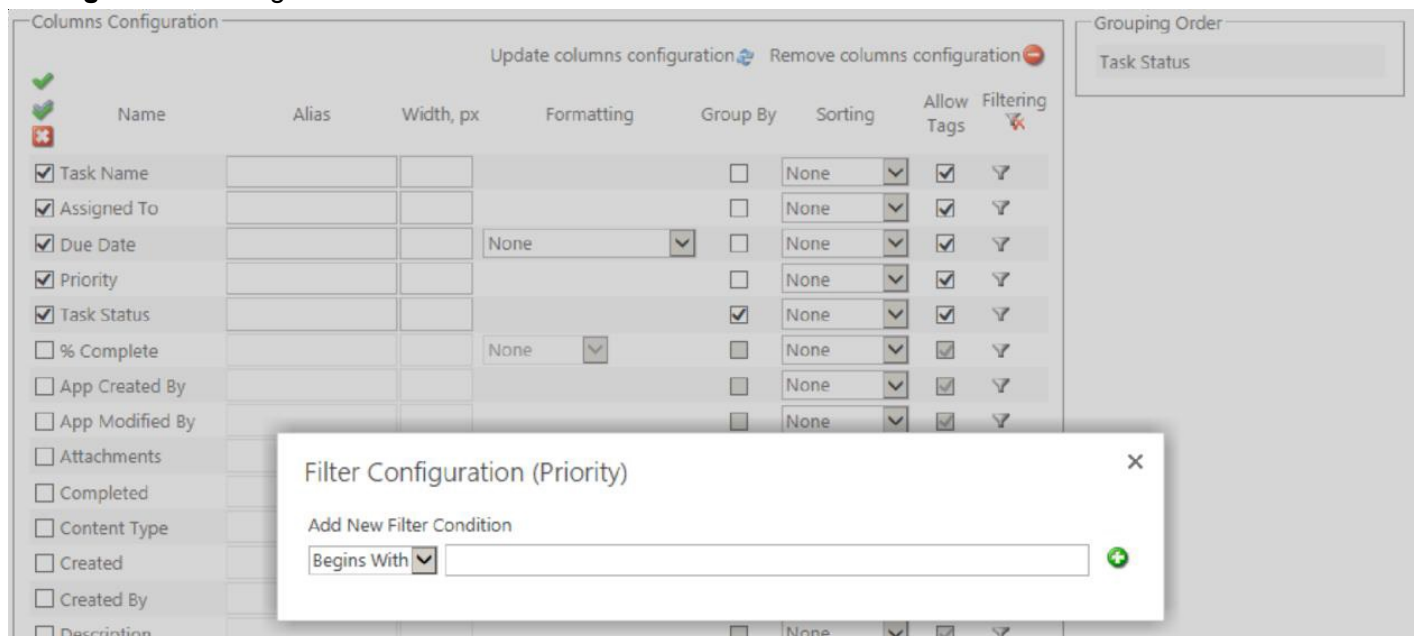 Columns Configuration
Grouping Order
Update columns configuration Remove columns configuration
Task Status
Name Alias Width, px Formatting Group By Sorting Allow Tags Filtering
Task Name None
Assigned To None
Due Date None None
Priority None
Task Status None
% Complete None None
App Created By None
App Modified By None
Attachments
Completed
Content Type
Created
Created By
Description None
Filter Configuration (Priority)
Add New Filter Condition
Begins With